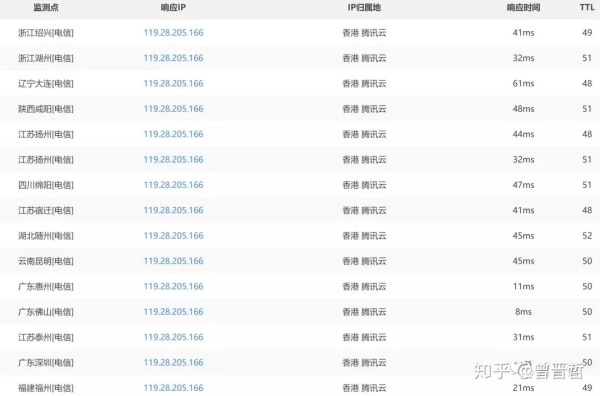 监测点 响应IP IP归属地 响应时间 TTL
浙江绍兴[电信] 119.28.205.166 香港 腾讯云 41ms 49
浙江湖州[电信] 119.28.205.166 香港 腾讯云 32ms 51
辽宁大连[电信] 119.28.205.166 香港 腾讯云 61ms 48
陕西咸阳[电信] 119.28.205.166 香港 腾讯云 48ms 51
江苏扬州[电信] 119.28.205.166 香港 腾讯云 44ms 48
江苏扬州[电信] 119.28.205.166 香港 腾讯云 32ms 51
四川绵阳[电信] 119.28.205.166 香港 腾讯云 47ms 51
江苏宿迁[电信] 119.28.205.166 香港 腾讯云 41ms 48
湖北随州[电信] 119.28.205.166 香港 腾讯云 45ms 52
云南昆明[电信] 119.28.205.166 香港 腾讯云 45ms 50
广东惠州[电信] 119.28.205.166 香港 腾讯云 11ms 50
广东佛山[电信] 119.28.205.166 香港 腾讯云 8ms 50
江苏泰州[电信] 119.28.205.166 香港 腾讯云 31ms 51
广东深圳[电信] 119.28.205.166 香港 腾讯云 50
知乎 @曾晋哲
福建福州[电信] 119.28.205.166 香港 腾讯云 21ms 49